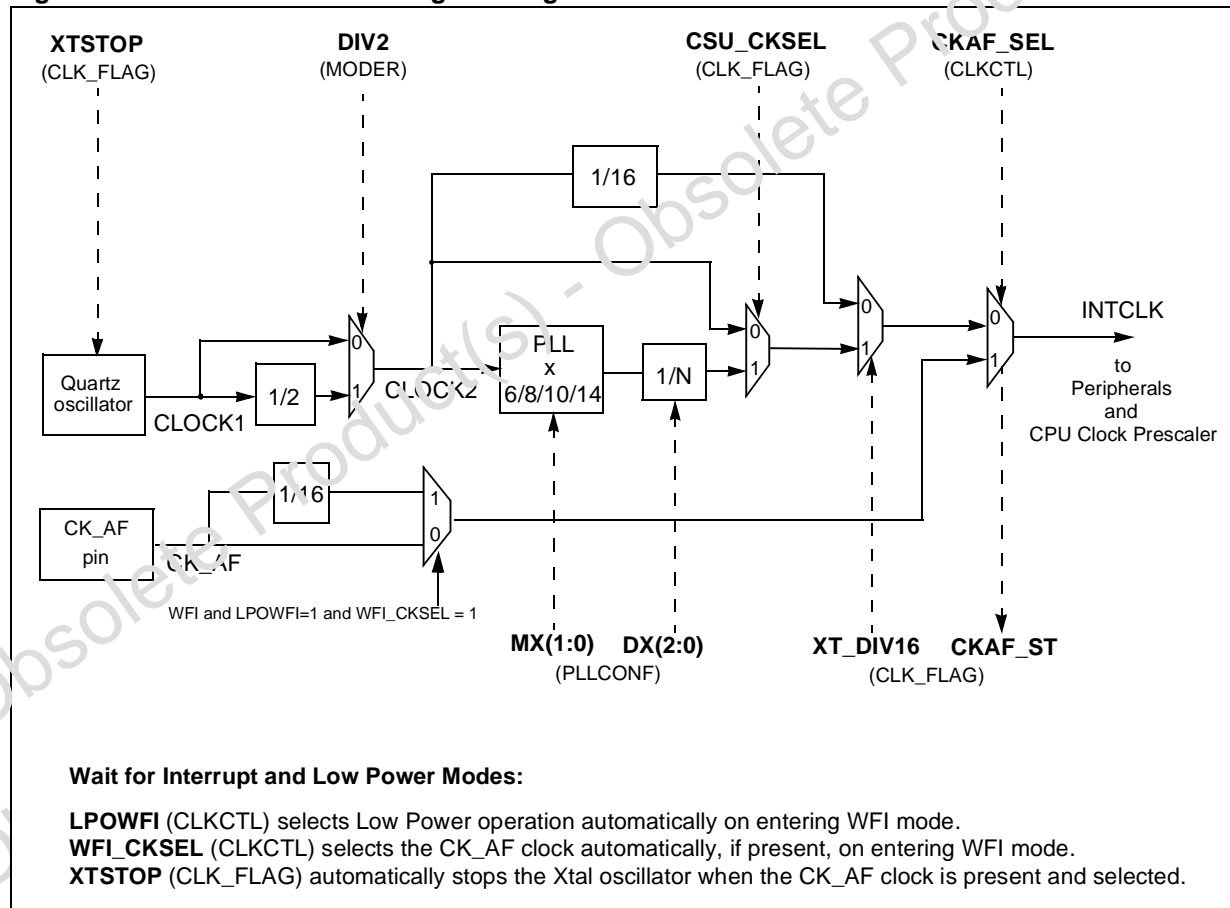 XTSTOP
(CLK_FLAG)
DIV2
(MODER)
CSU_CKSEL
(CLK_FLAG)
CKAF_SEL
(CLKCTL)
1/16
0
1
INTCLK
to
Peripherals
and
CPU Clock Prescaler
Quartz
oscillator
CLOCK1
1/2
0
1
CLOCK2
PLL
x
6/8/10/14
1/N
0
1
0
1
CK_AF
pin
CK_AF
1/16
1
0
WFI and LPOWFI=1 and WFI_CKSEL = 1
MX(1:0)
DX(2:0)
(PLLCONF)
XT_DIV16
CKAF_ST
(CLK_FLAG)
Wait for Interrupt and Low Power Modes:
LPOWFI (CLKCTL) selects Low Power operation automatically on entering WFI mode.
WFI_CKSEL (CLKCTL) selects the CK_AF clock automatically, if present, on entering WFI mode.
XTSTOP (CLK_FLAG) automatically stops the Xtal oscillator when the CK_AF clock is present and selected.
Obsolete Product(s) - Obsolete Pro